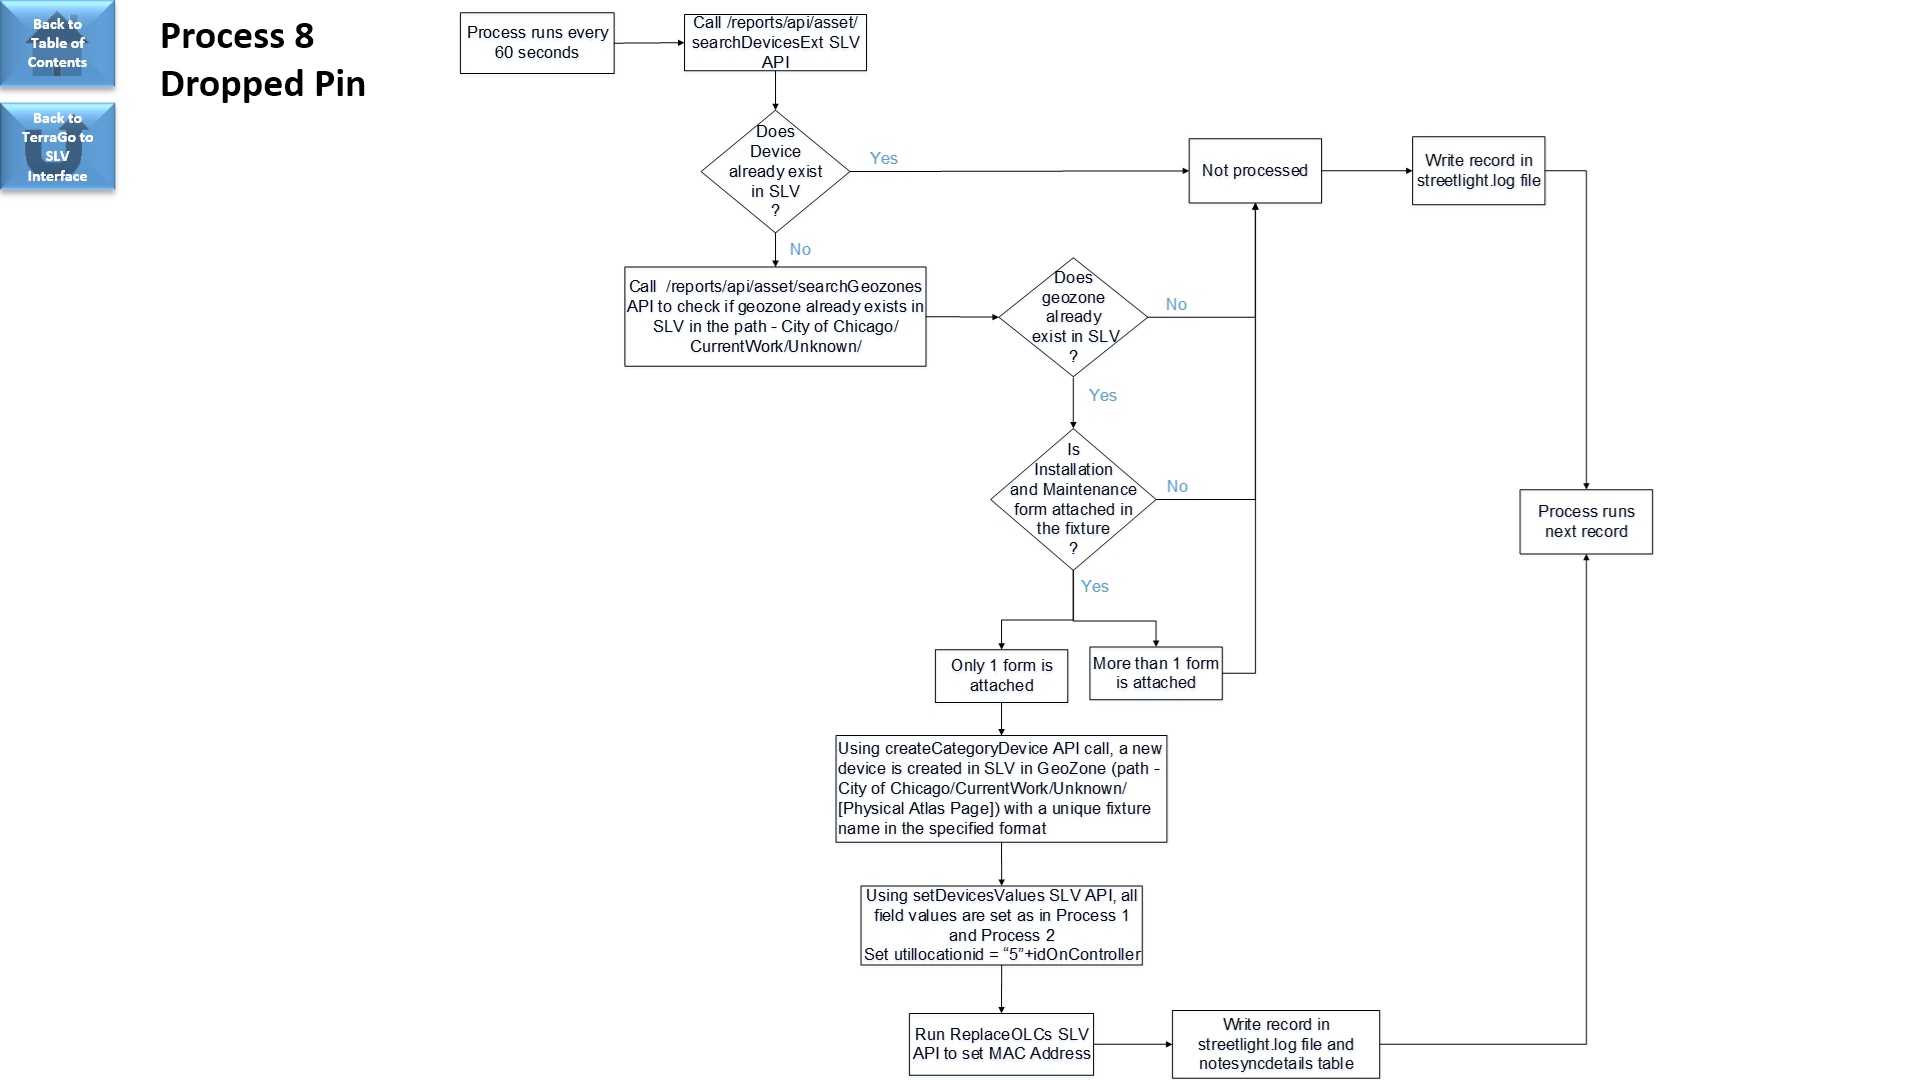 Back to
Table of
Contents
Process 8
Dropped Pin
Back to
TerraGo to
SLV
Interface
Process runs every
60 seconds
Call /reports/api/asset/
searchDevicesExt SLV
API
Does
Device
already exist
in SLV
?
Yes
Not processed
Write record in
streetlight.log file
No
Call  /reports/api/asset/searchGeozones
API to check if geozone already exists in
SLV in the path - City of Chicago/
CurrentWork/Unknown/
Does
geozone
already
exist in SLV
?
No
Yes
Is
Installation
and Maintenance
form attached in
the fixture
?
No
Process runs
next record
Yes
Only 1 form is
attached
More than 1 form
is attached
Using createCategoryDevice API call, a new
device is created in SLV in GeoZone (path -
City of Chicago/CurrentWork/Unknown/
[Physical Atlas Page]) with a unique fixture
name in the specified format
Using setDevicesValues SLV API, all
field values are set as in Process 1
and Process 2
Set utillocationid = “5”+idOnController
Run ReplaceOLCs SLV
API to set MAC Address
Write record in
streetlight.log file and
notesyncdetails table